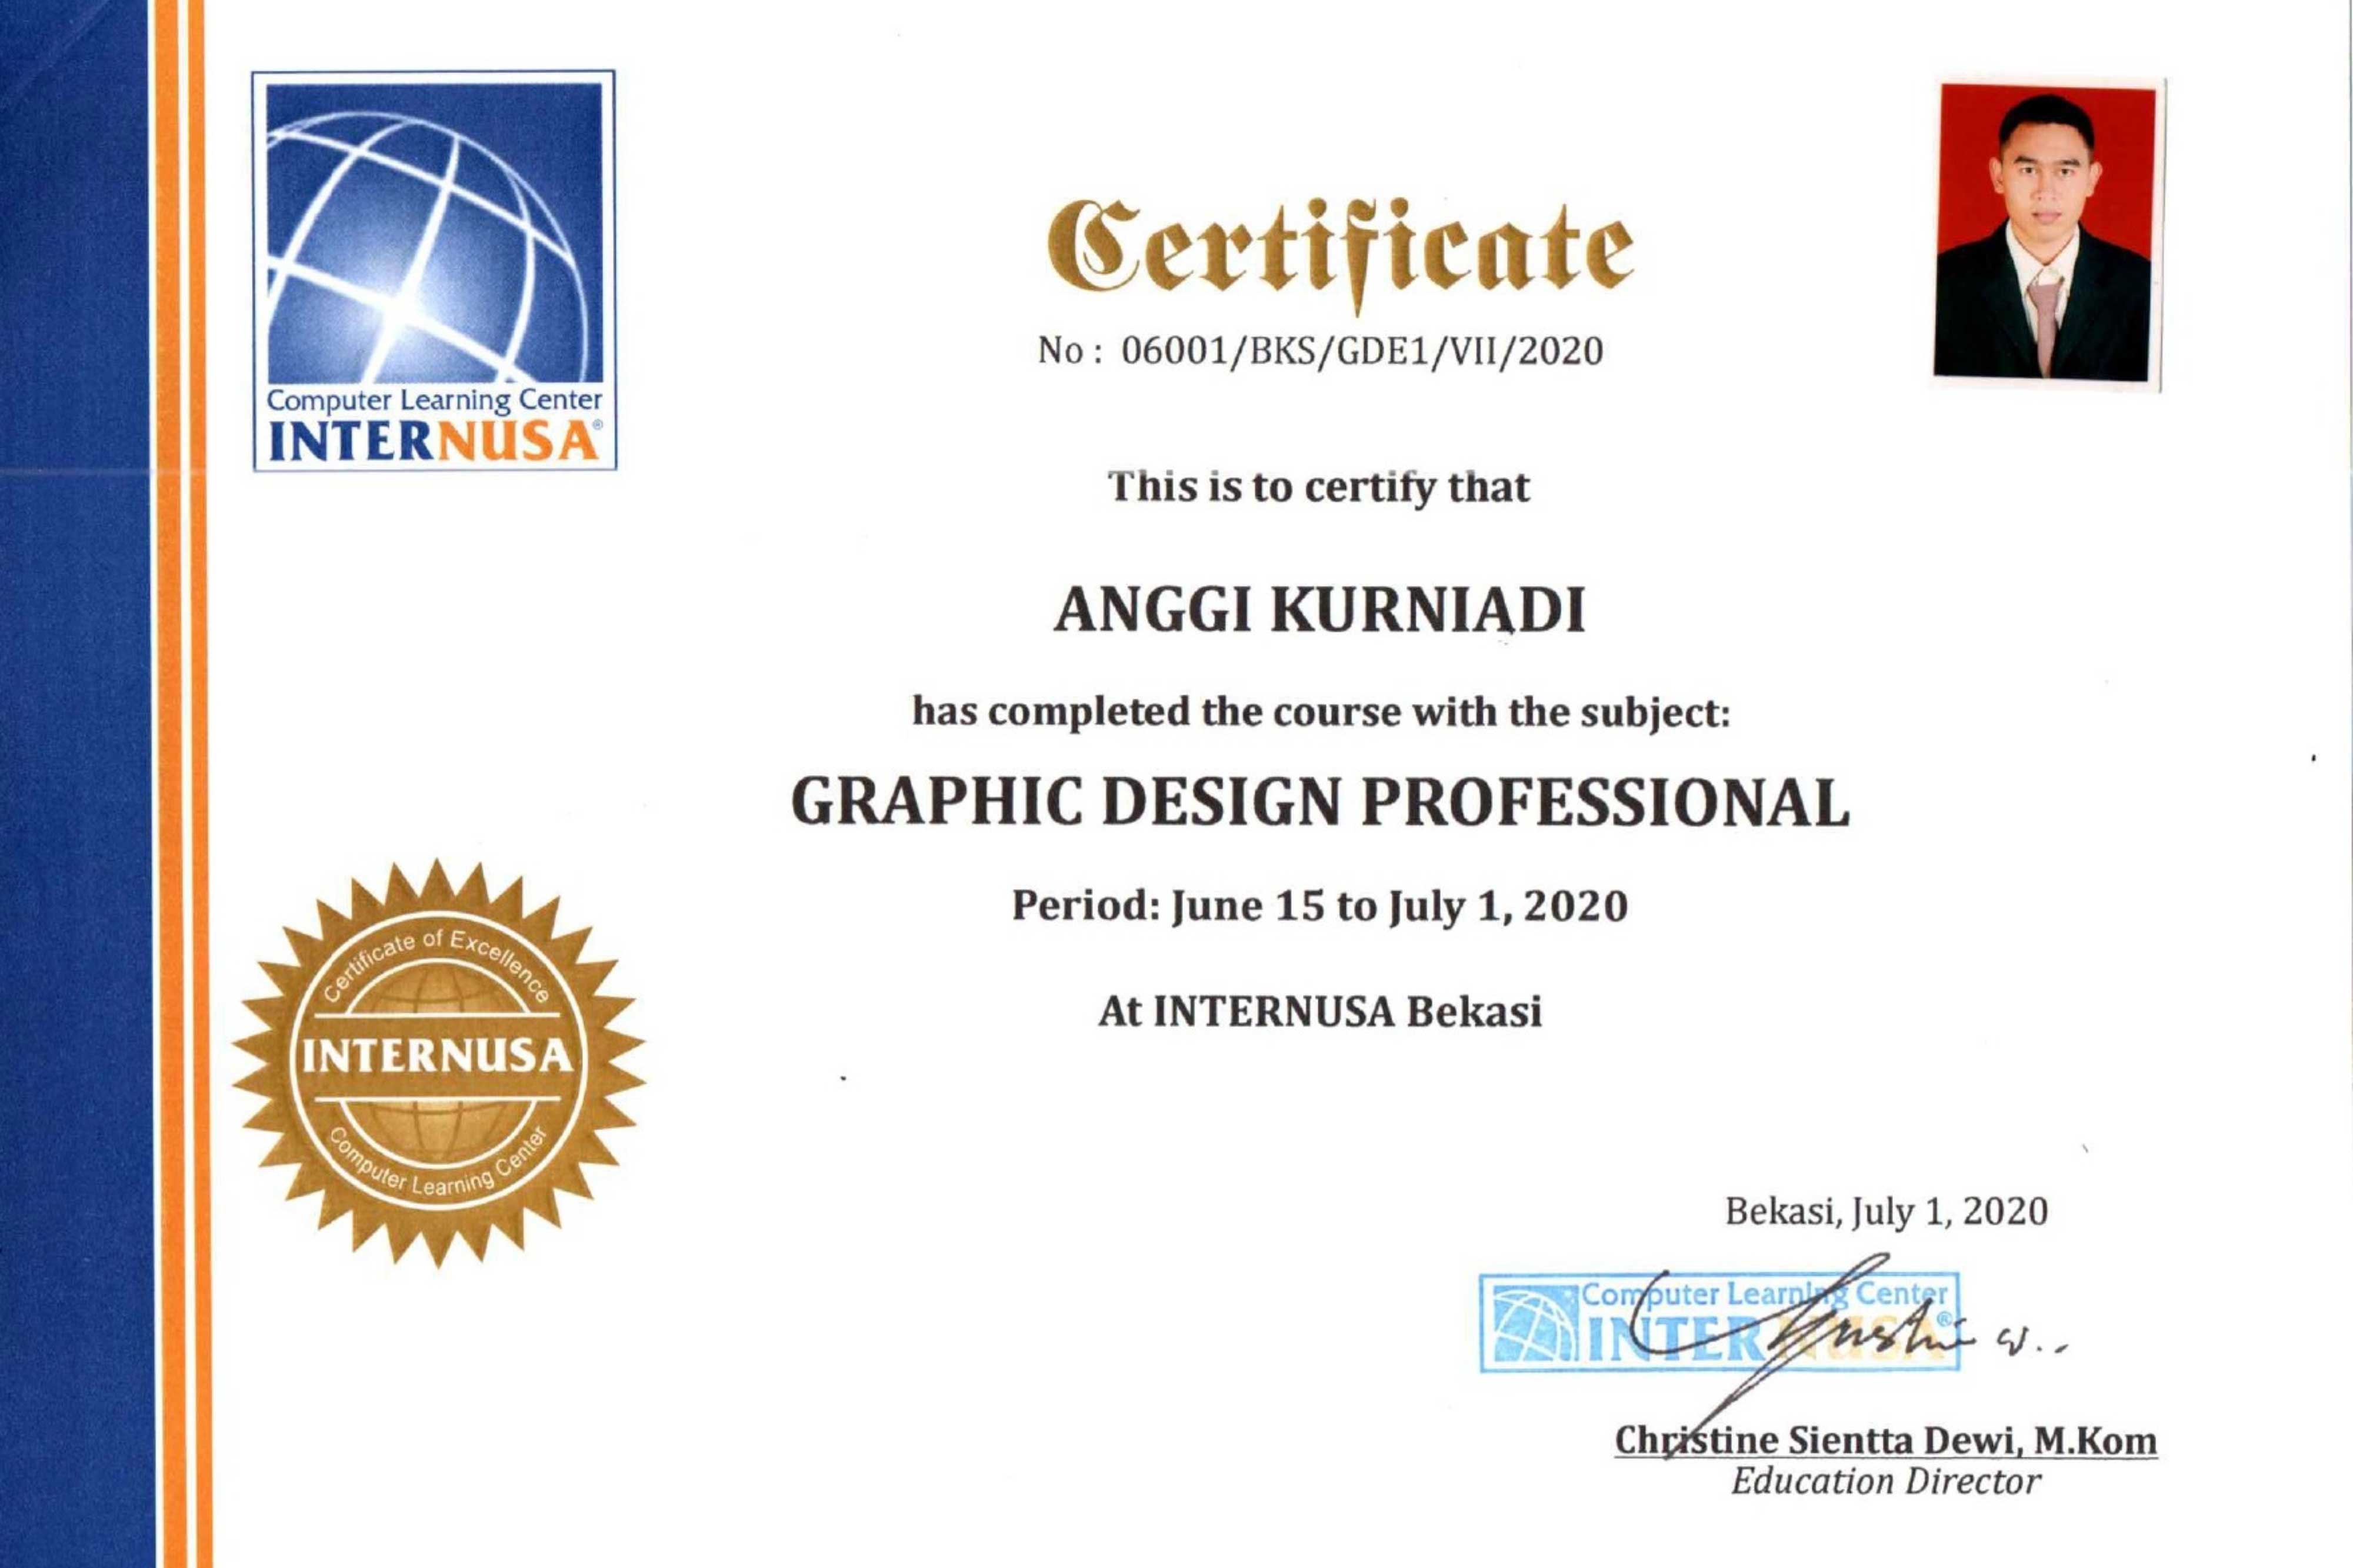 Computer Learning Center
INTERNUSA®
Certificate
No : 06001/BKS/GDE1/VII/2020
This is to certify that
ANGGI KURNIADI
has completed the course with the subject:
GRAPHIC DESIGN PROFESSIONAL
Period: June 15 to July 1, 2020
At INTERNUSA Bekasi
Certificate of Excellence
INTERNUSA
Computer Learning Center
Bekasi, July 1, 2020
Computer Learning Center
INTERNUSA®
Christine Sientta Dewi, M.Kom
Education Director